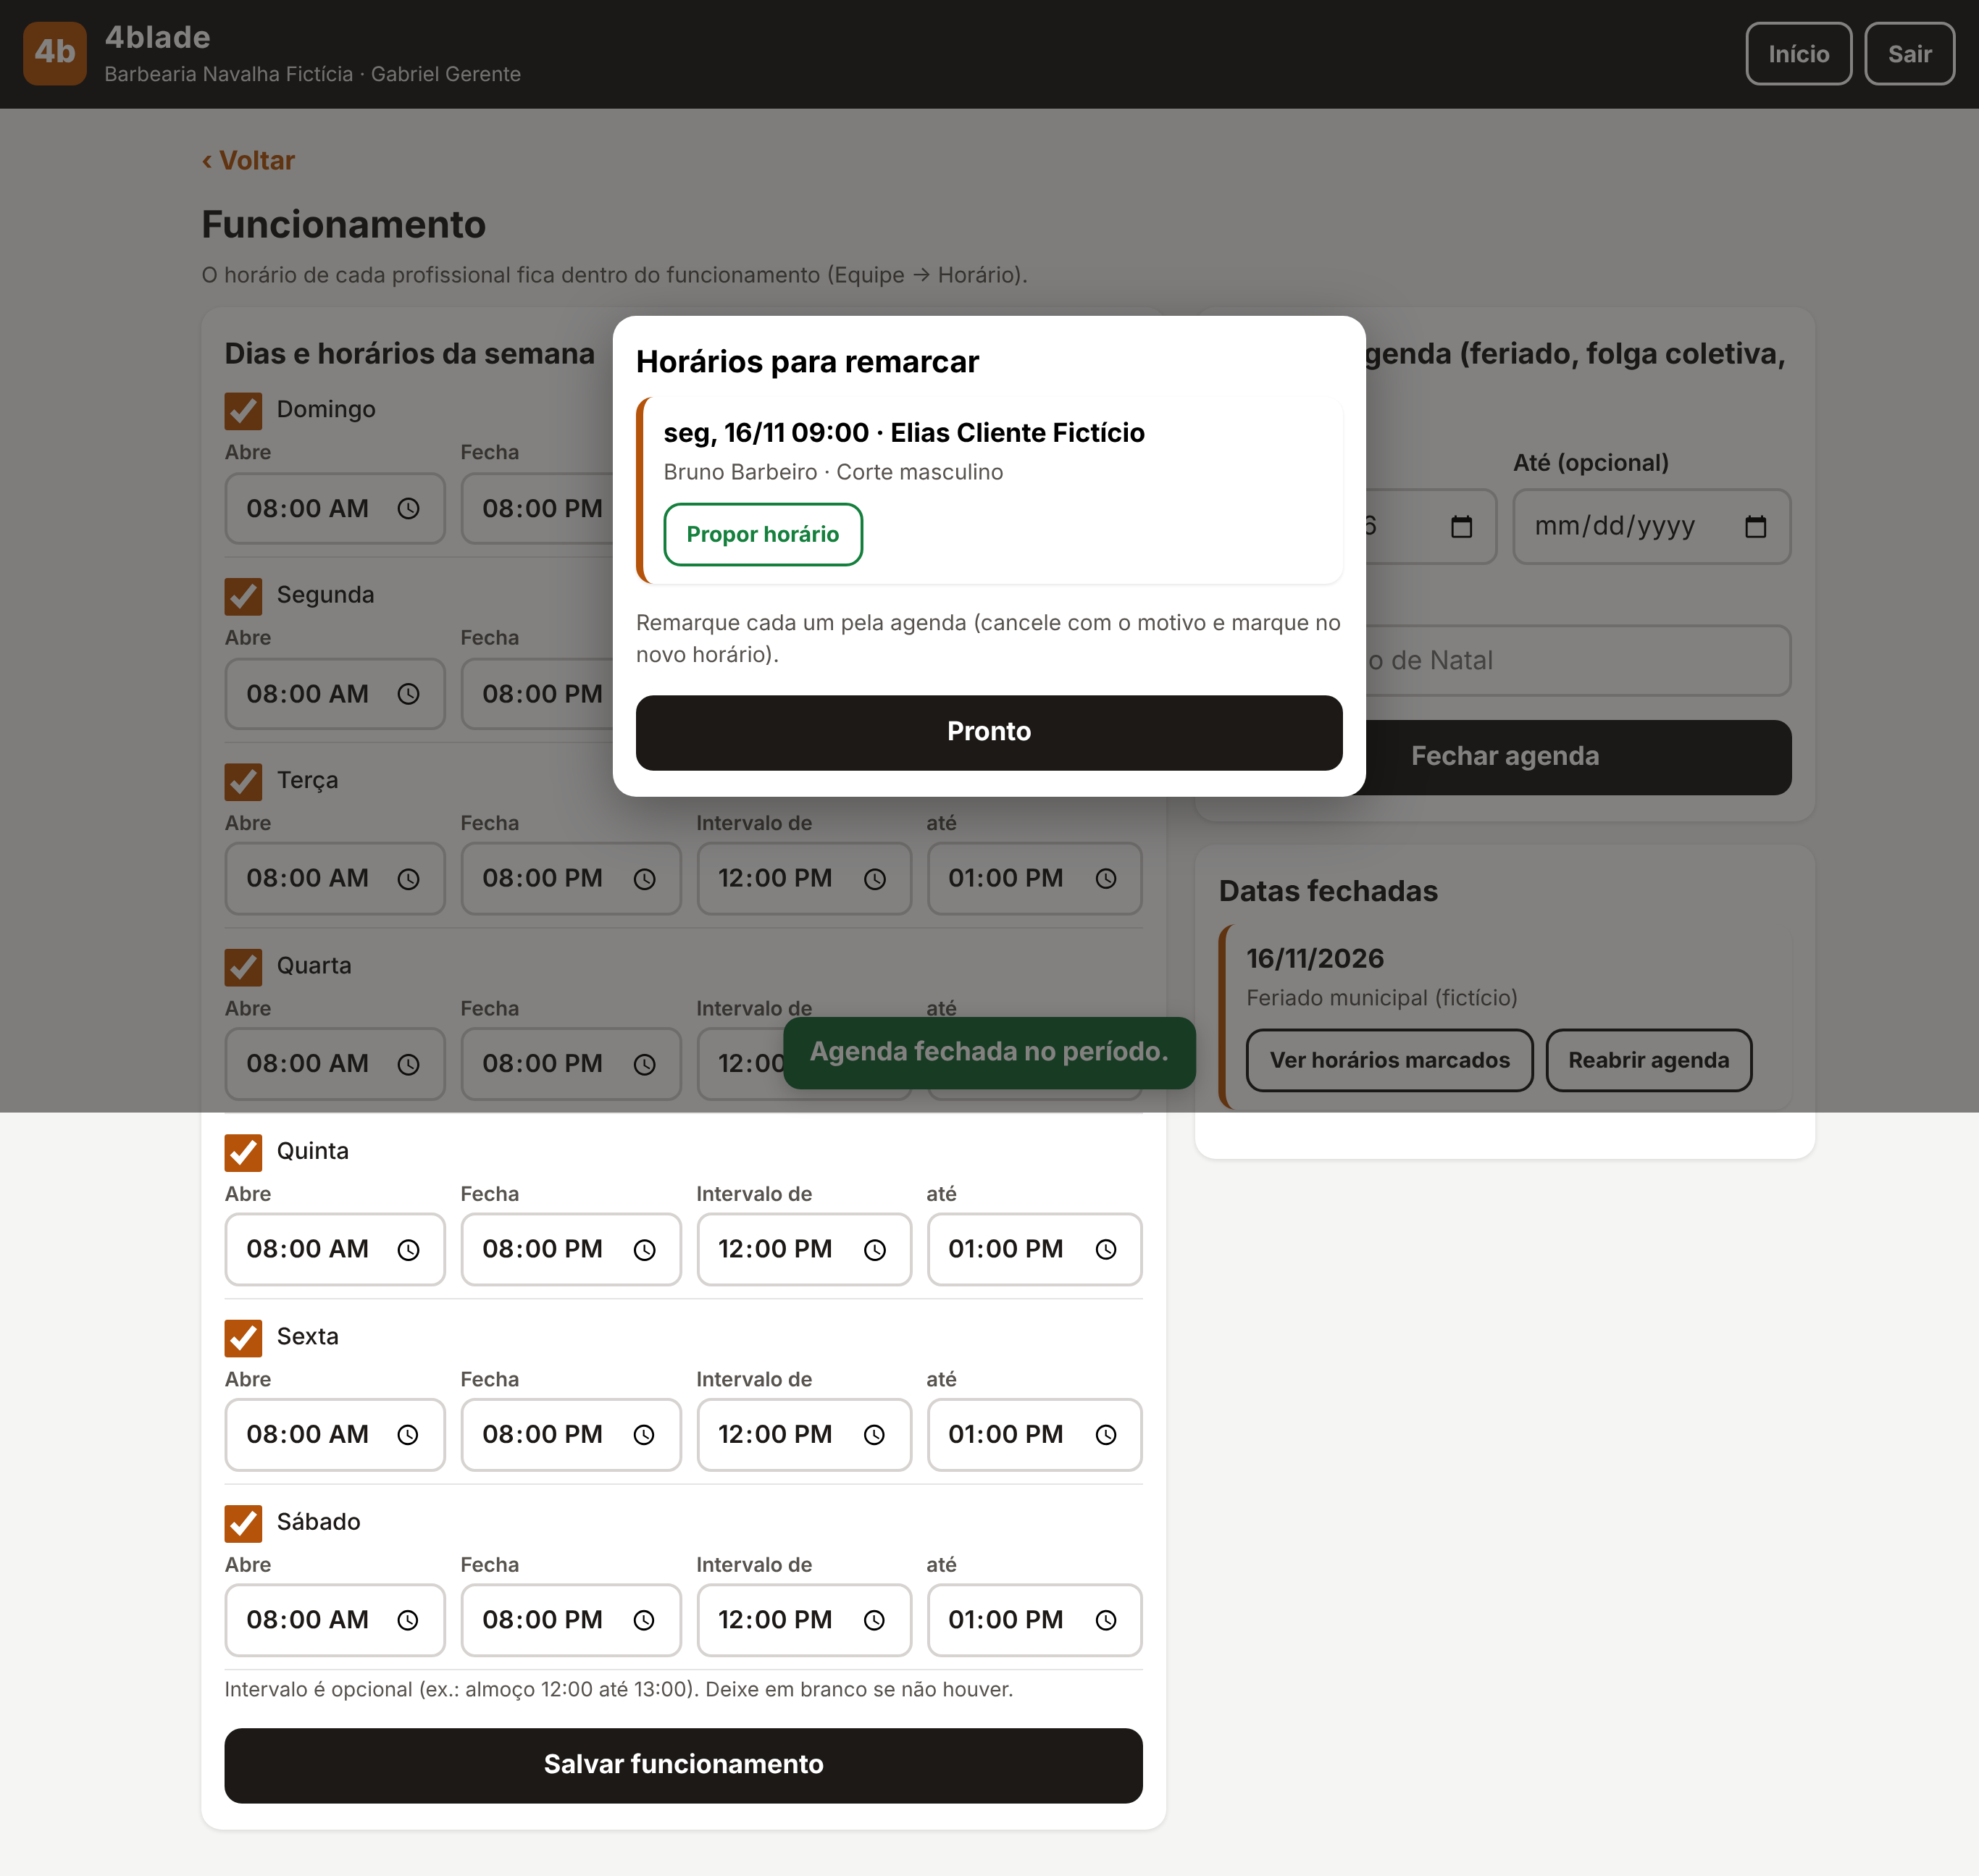 4b
4blade
Barbearia Navalha Fictícia · Gabriel Gerente
Início
Sair
‹ Voltar
Funcionamento
O horário de cada profissional fica dentro do funcionamento (Equipe → Horário).
Dias e horários da semana
Domingo
Abre
Fecha
08:00 AM
08:00 PM
Segunda
Abre
Fecha
08:00 AM
08:00 PM
Terça
Abre
Fecha
Intervalo de
até
08:00 AM
08:00 PM
12:00 PM
01:00 PM
Quarta
Abre
Fecha
Intervalo de
até
08:00 AM
08:00 PM
12:00
Quinta
Abre
Fecha
Intervalo de
até
08:00 AM
08:00 PM
12:00 PM
01:00 PM
Sexta
Abre
Fecha
Intervalo de
até
08:00 AM
08:00 PM
12:00 PM
01:00 PM
Sábado
Abre
Fecha
Intervalo de
até
08:00 AM
08:00 PM
12:00 PM
01:00 PM
Intervalo é opcional (ex.: almoço 12:00 até 13:00). Deixe em branco se não houver.
Salvar funcionamento
Horários para remarcar
seg, 16/11 09:00 · Elias Cliente Fictício
Bruno Barbeiro · Corte masculino
Propor horário
Remarque cada um pela agenda (cancele com o motivo e marque no
novo horário).
Pronto
genda (feriado, folga coletiva,
Até (opcional)
6
mm/dd/yyyy
o de Natal
Fechar agenda
Datas fechadas
16/11/2026
Feriado municipal (fictício)
Ver horários marcados
Reabrir agenda
Agenda fechada no período.